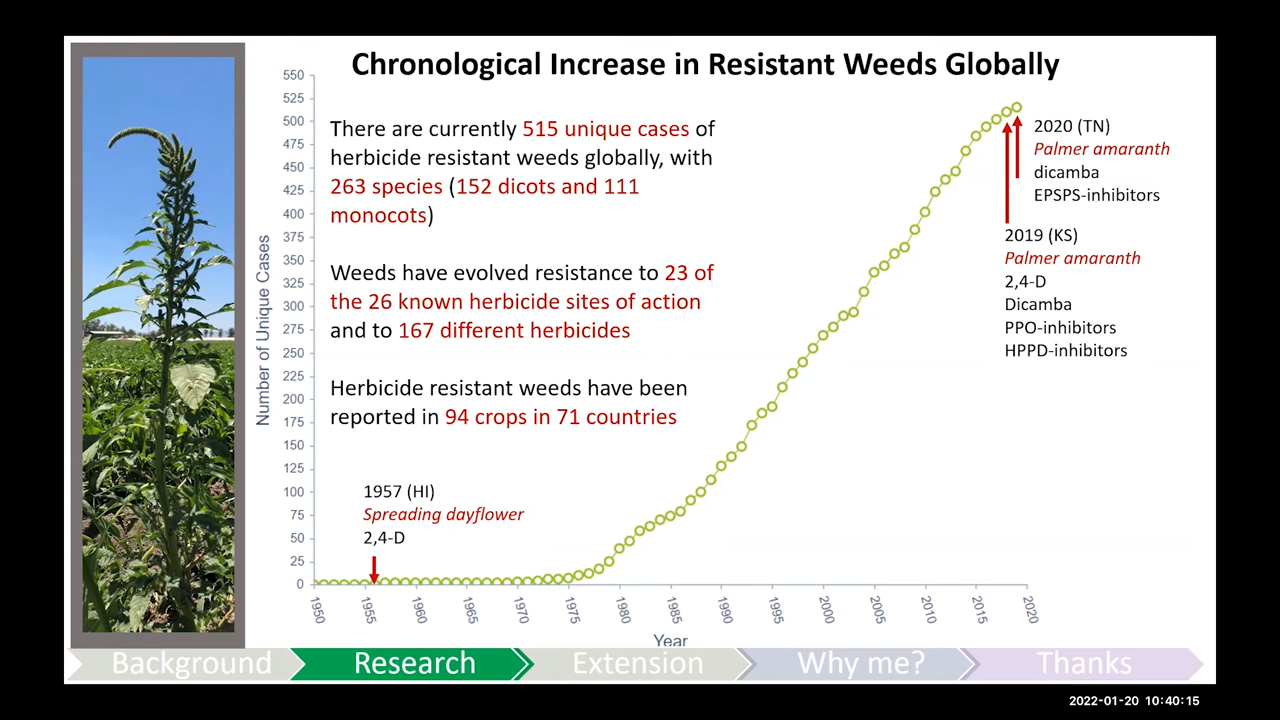 Chronological Increase in Resistant Weeds Globally
There are currently 515 unique cases of
herbicide resistant weeds globally, with
263 species (152 dicots and 111
monocots)
Weeds have evolved resistance to 23 of
the 26 known herbicide sites of action
and to 167 different herbicides
Herbicide resistant weeds have been
reported in 94 crops in 71 countries
1957 (HI)
Spreading dayflower
2,4-D
2020 (TN)
Palmer amaranth
dicamba
EPSPS-inhibitors
2019 (KS)
Palmer amaranth
2,4-D
Dicamba
PPO-inhibitors
HPPD-inhibitors
Number of Unique Cases
550
525
500
475
450
425
400
375
350
325
300
275
250
225
200
175
150
125
100
75
50
25
0
1950
1955
1960
1965
1970
1975
1980
1985
1990
1995
2000
2005
2010
2015
2020
Year
Background
Research
Extension
Why me?
Thanks
2022-01-20 10:40:15